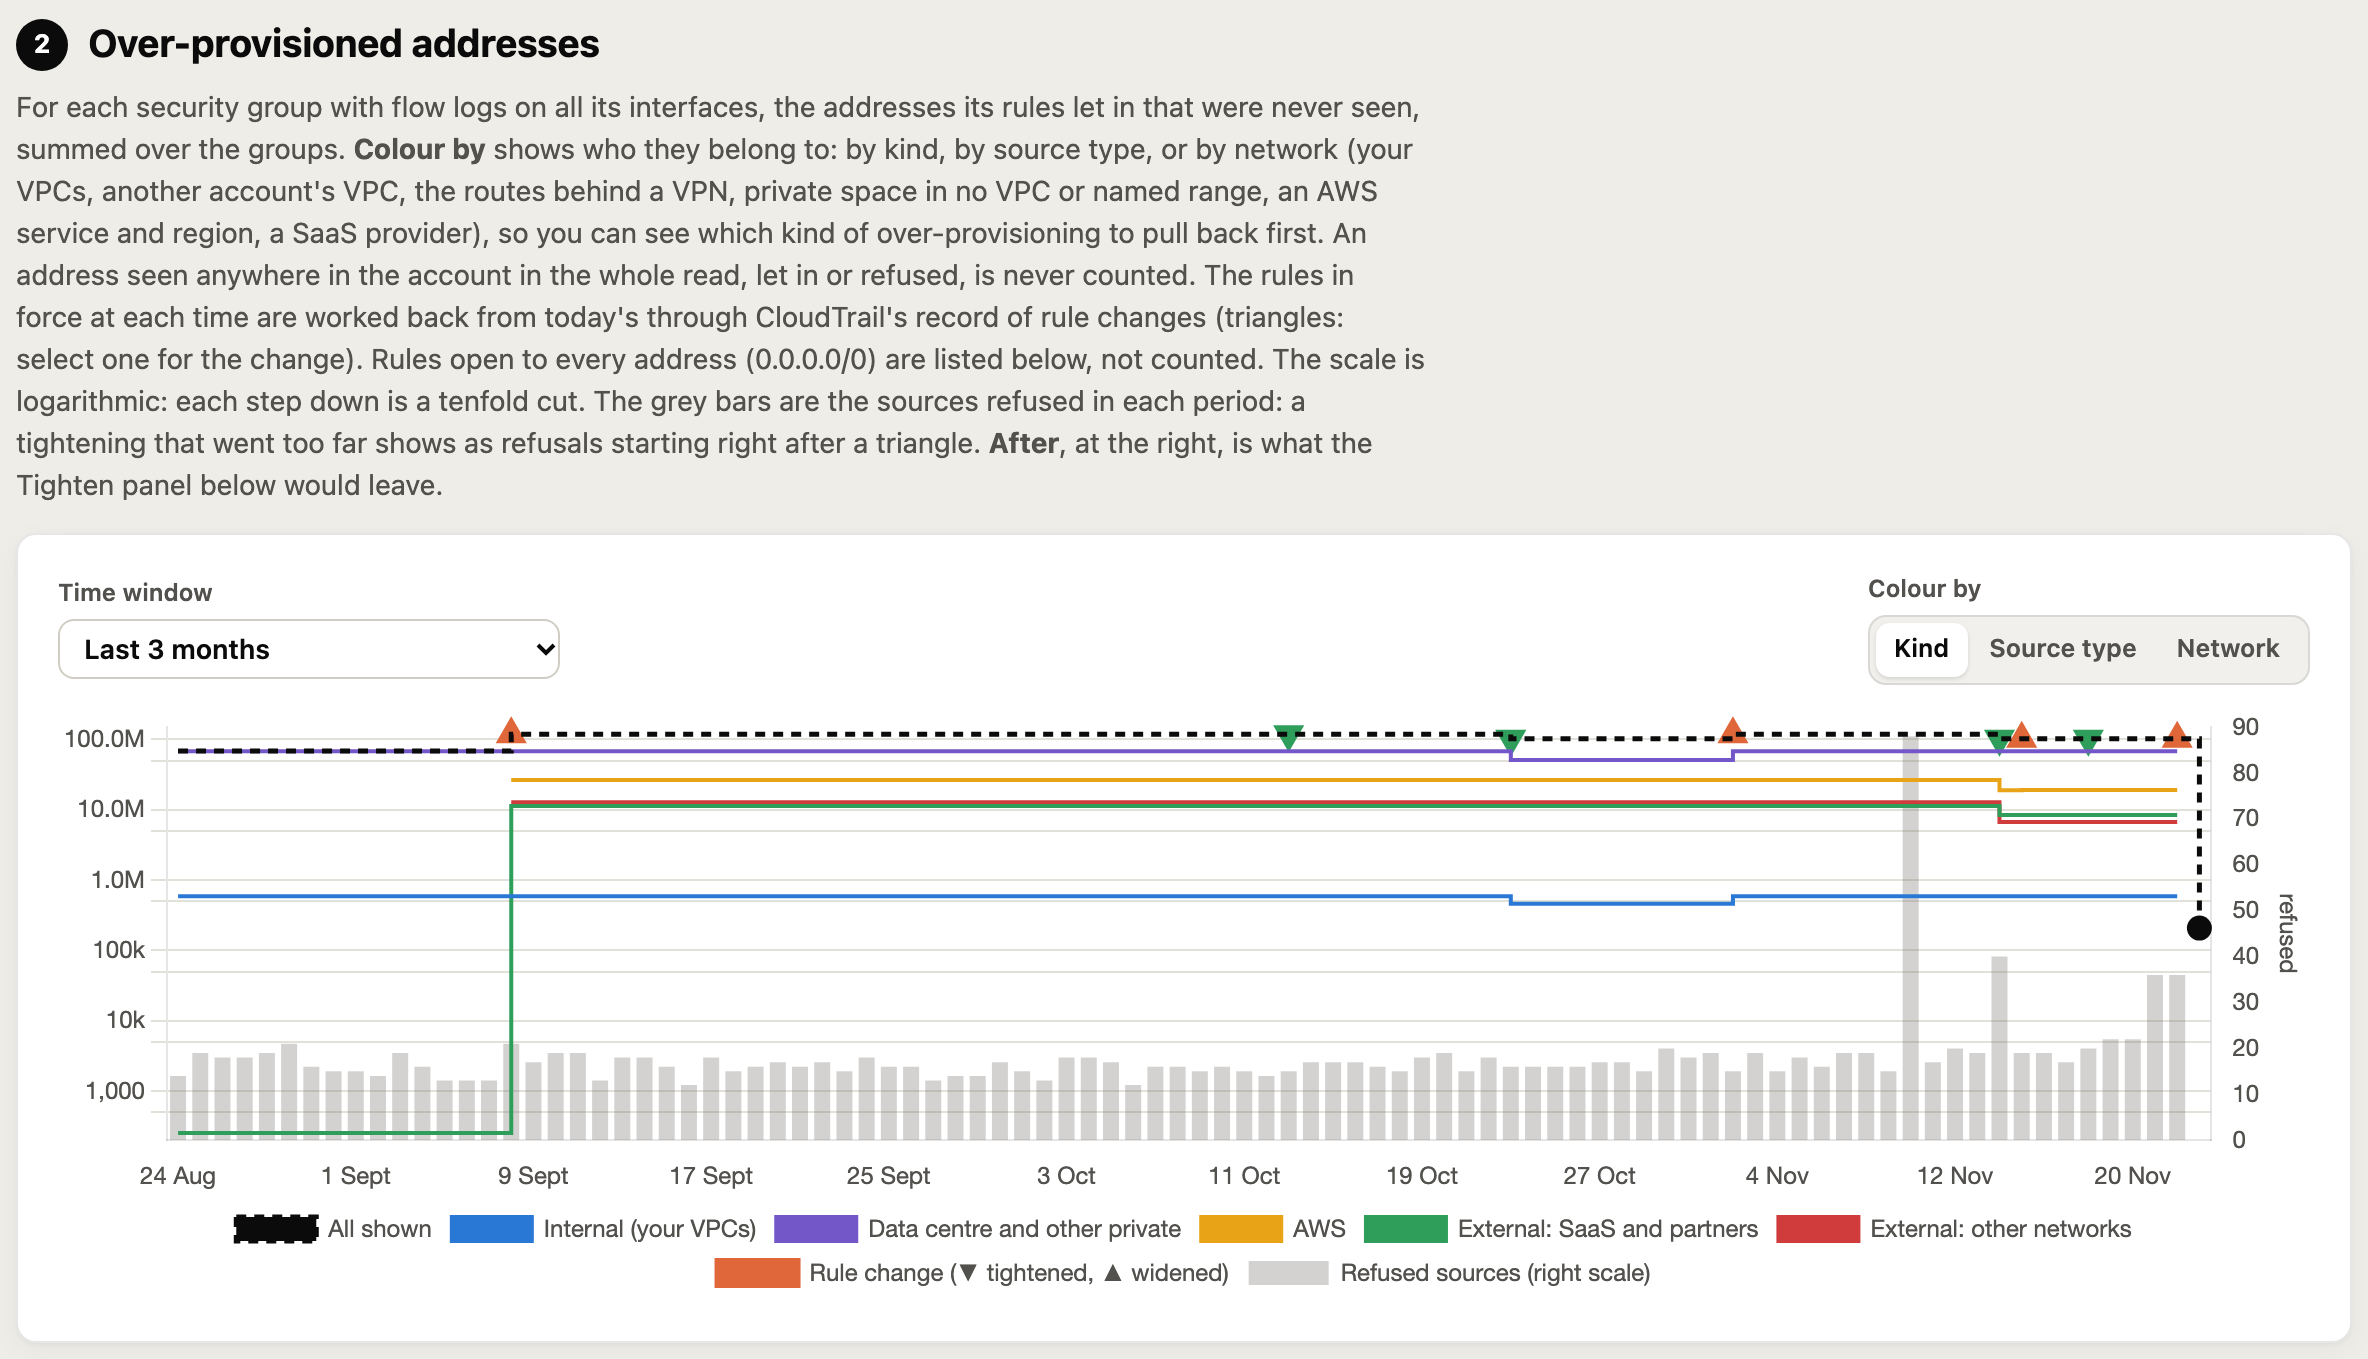 2
Over-provisioned addresses
For each security group with flow logs on all its interfaces, the addresses its rules let in that were never seen,
summed over the groups. Colour by shows who they belong to: by kind, by source type, or by network (your
VPCs, another account's VPC, the routes behind a VPN, private space in no VPC or named range, an AWS
service and region, a SaaS provider), so you can see which kind of over-provisioning to pull back first. An
address seen anywhere in the account in the whole read, let in or refused, is never counted. The rules in
force at each time are worked back from today's through CloudTrail's record of rule changes (triangles:
select one for the change). Rules open to every address (0.0.0.0/0) are listed below, not counted. The scale is
logarithmic: each step down is a tenfold cut. The grey bars are the sources refused in each period: a
tightening that went too far shows as refusals starting right after a triangle. After, at the right, is what the
Tighten panel below would leave.
Time window
Last 3 months
Colour by
Kind Source type Network
100.0M
10.0M
1.0M
100k
10k
1,000
90
80
70
60
50
40
30
20
10
0
refused
24 Aug 1 Sept 9 Sept 17 Sept 25 Sept 3 Oct 11 Oct 19 Oct 27 Oct 4 Nov 12 Nov 20 Nov
All shown Internal (your VPCs) Data centre and other private AWS External: SaaS and partners External: other networks
Rule change (▼ tightened, ▲ widened) Refused sources (right scale)